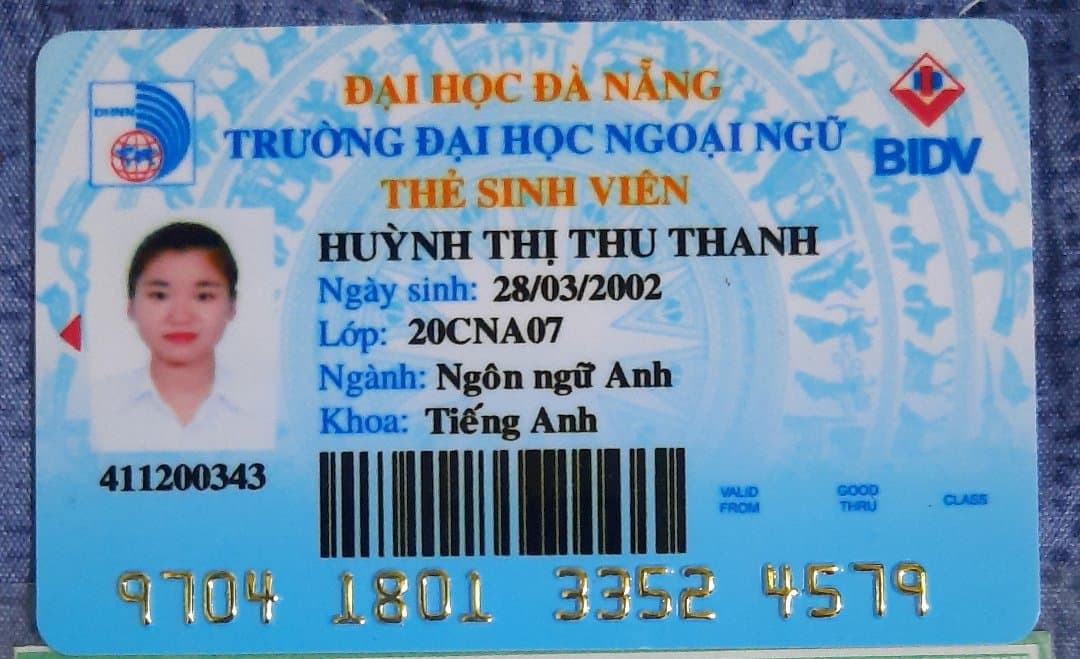 ĐẠI HỌC ĐÀ NẴNG
ĐHNN
TRƯỜNG ĐẠI HỌC NGOẠI NGỮ
BIDV
THẺ SINH VIÊN
HUỲNH THỊ THU THANH
Ngày sinh: 28/03/2002
Lớp: 20CNA07
Ngành: Ngôn ngữ Anh
Khoa: Tiếng Anh
411200343
VALID FROM
GOOD THRU
CLASS
9704 1801 3352 4579